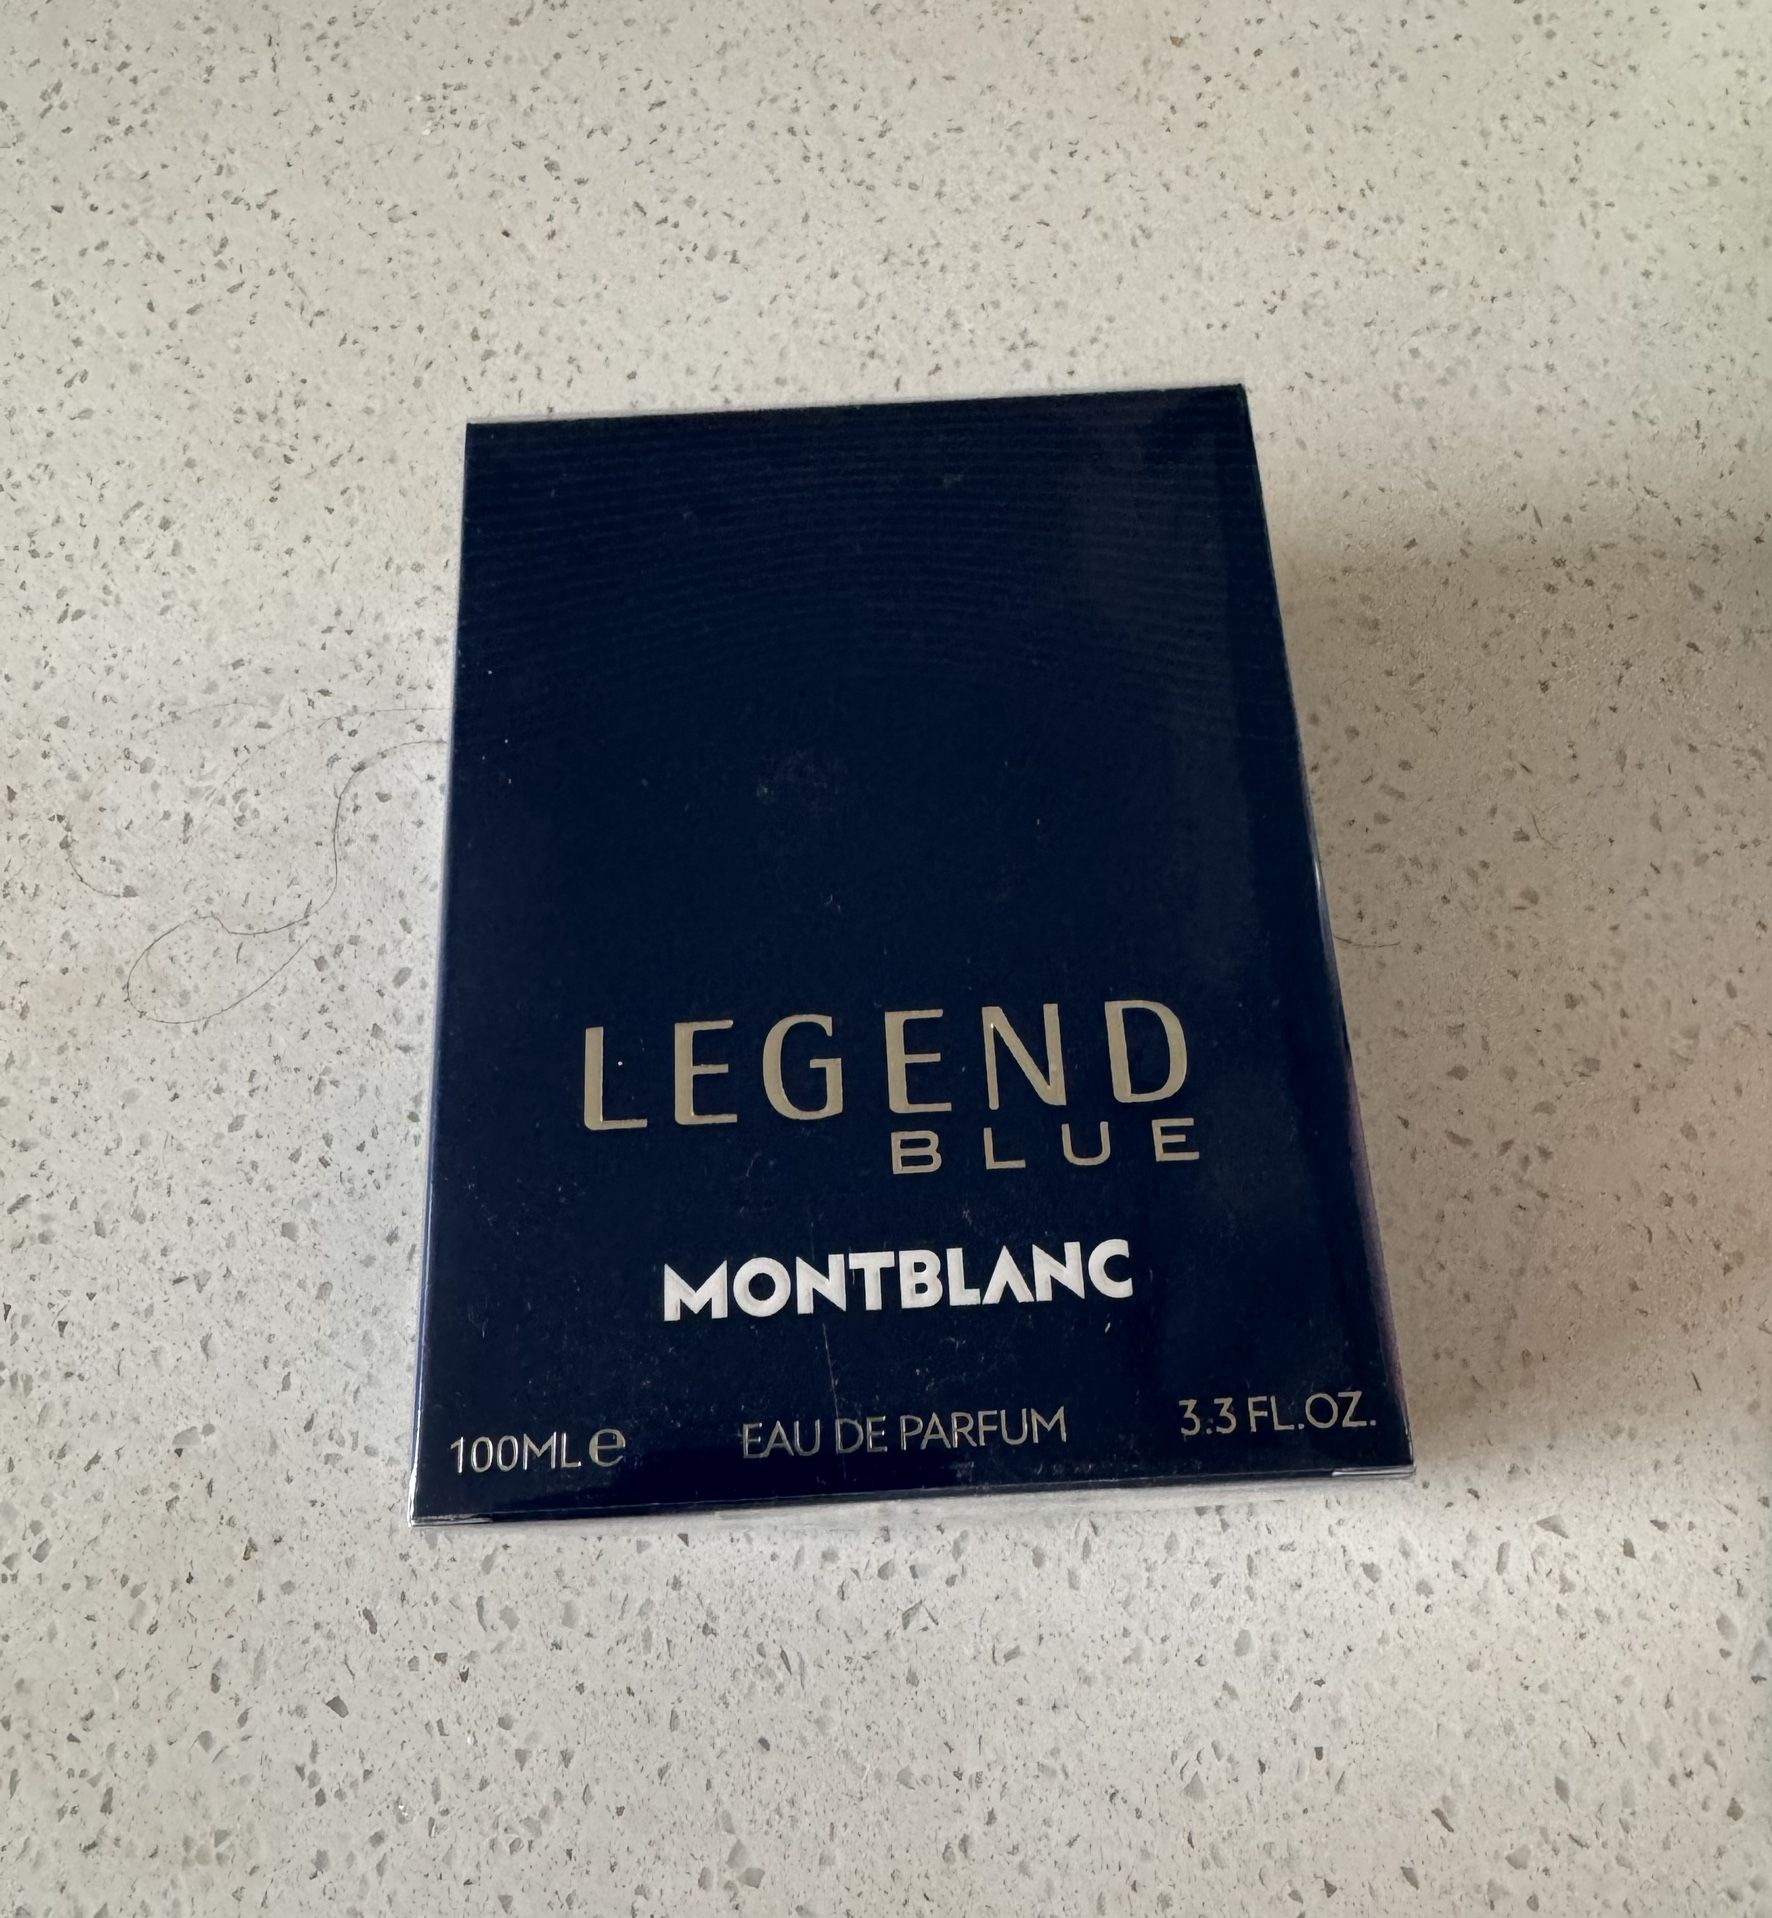 LEGEND
BLUE
MONTBLANC
100ML ℮ EAU DE PARFUM 3.3 FL.OZ.